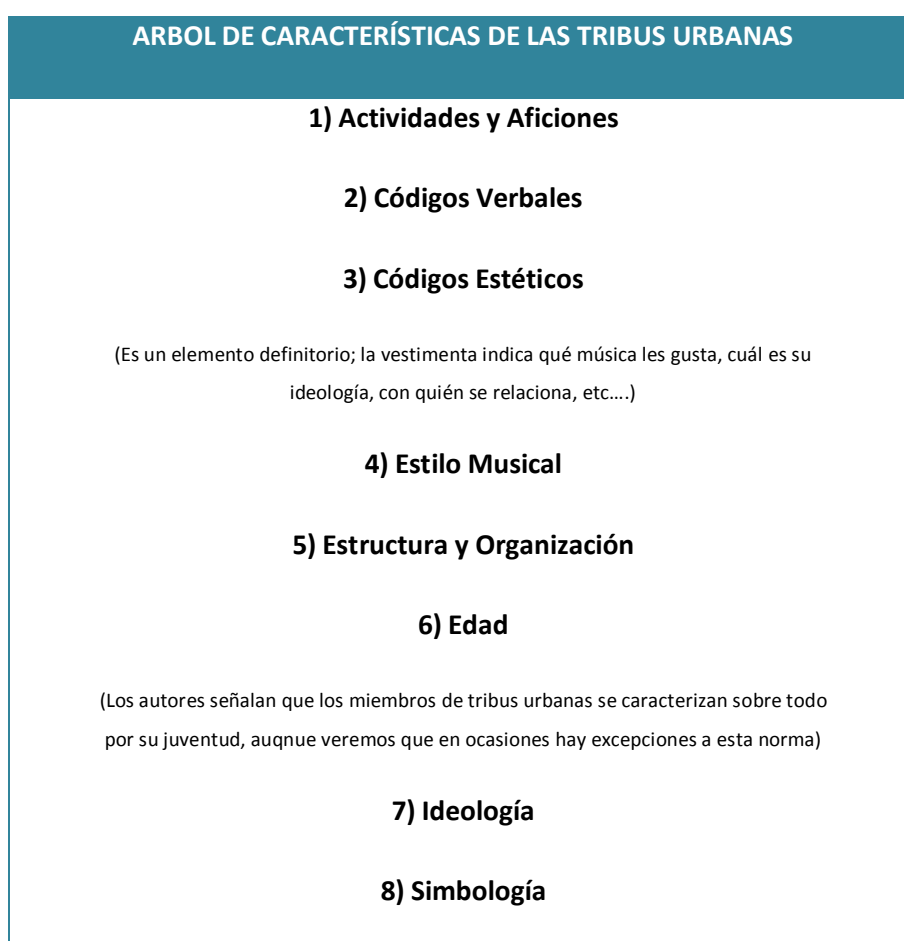 ARBOL DE CARACTERÍSTICAS DE LAS TRIBUS URBANAS
1) Actividades y Aficiones
2) Códigos Verbales
3) Códigos Estéticos
(Es un elemento definitorio; la vestimenta indica qué música les gusta, cuál es su
ideología, con quién se relaciona, etc….)
4) Estilo Musical
5) Estructura y Organización
6) Edad
(Los autores señalan que los miembros de tribus urbanas se caracterizan sobre todo
por su juventud, auqnue veremos que en ocasiones hay excepciones a esta norma)
7) Ideología
8) Simbología